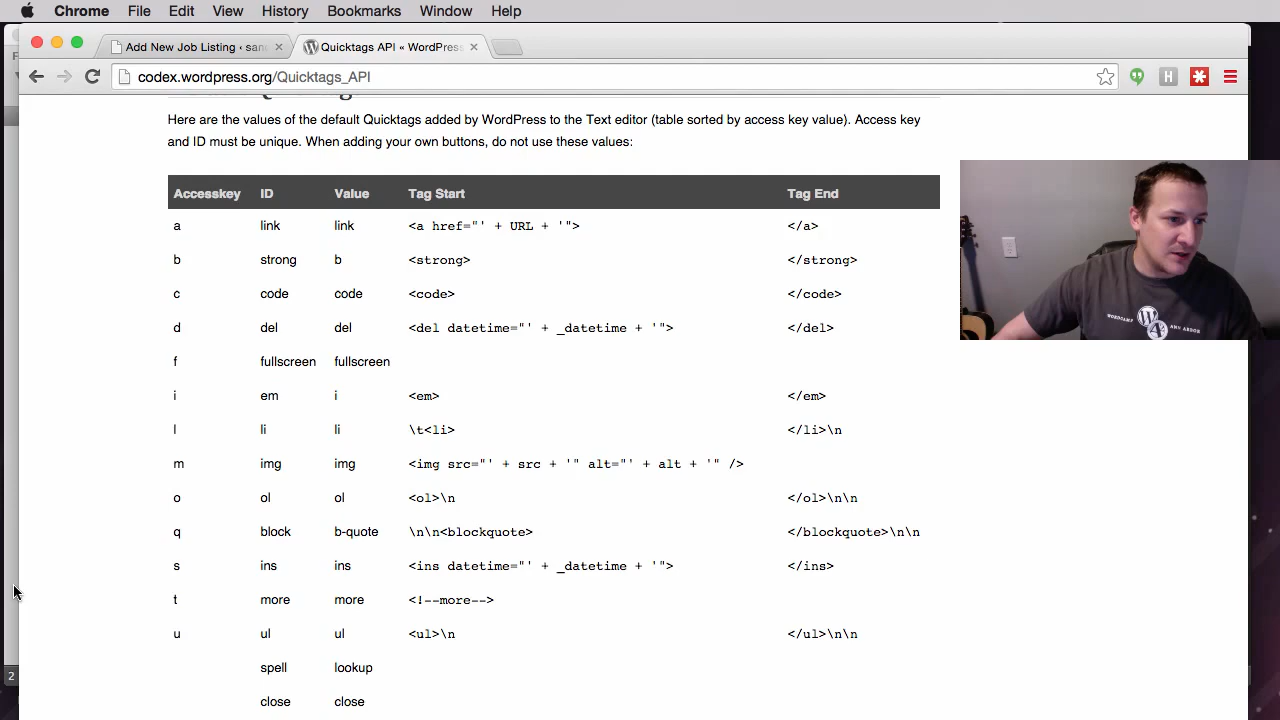 Chrome File Edit View History Bookmarks Window Help
Add New Job Listing ‹ san
Quicktags API « WordPress
codex.wordpress.org/Quicktags_API
Here are the values of the default Quicktags added by WordPress to the Text editor (table sorted by access key value). Access key
and ID must be unique. When adding your own buttons, do not use these values:
Accesskey ID Value Tag Start Tag End
a link link <a href="' + URL + '"> </a>
b strong b <strong> </strong>
c code code <code> </code>
d del del <del datetime="' + _datetime + '"> </del>
f fullscreen fullscreen
i em i <em> </em>
l li li \t<li> </li>\n
m img img <img src="' + src + '" alt="' + alt + '" />
o ol ol <ol>\n </ol>\n\n
q block b-quote \n\n<blockquote> </blockquote>\n\n
s ins ins <ins datetime="' + _datetime + '"> </ins>
t more more <!--more-->
u ul ul <ul>\n </ul>\n\n
spell lookup
close close
H
2
WORDCAMP ANN ARBOR